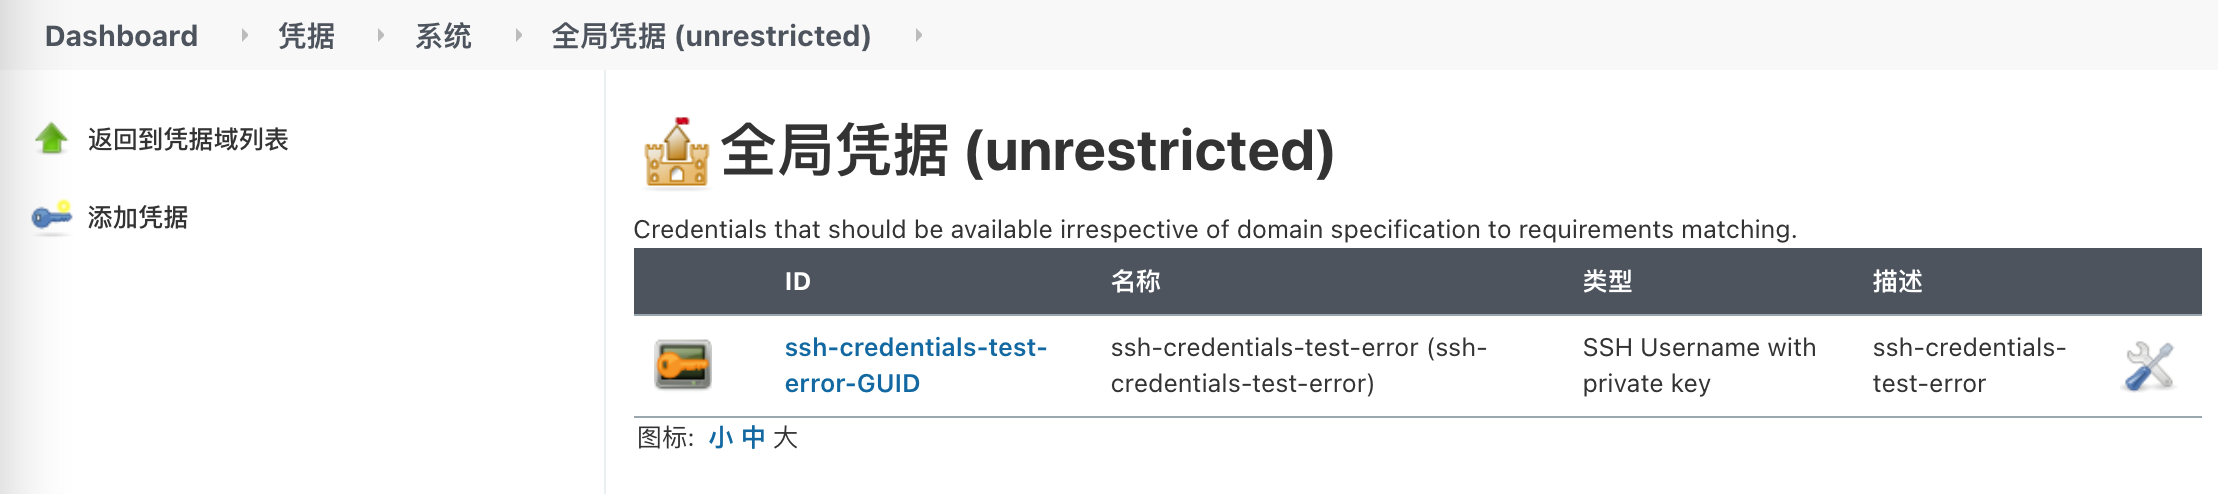 Dashboard 凭据 系统 全局凭据 (unrestricted)
返回到凭据域列表
添加凭据
全局凭据 (unrestricted)
Credentials that should be available irrespective of domain specification to requirements matching.
ID 名称 类型 描述
ssh-credentials-test- ssh-credentials-test-error (ssh- SSH Username with ssh-credentials-
error-GUID credentials-test-error) private key test-error
图标: 小 中 大